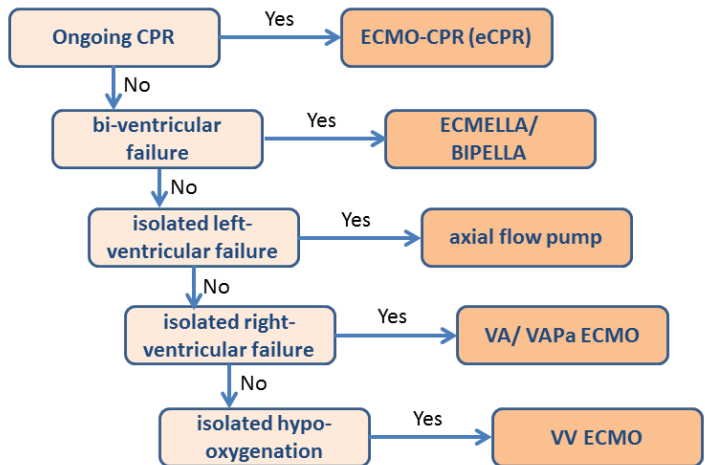 Ongoing CPR
Yes
ECMO-CPR (eCPR)
No
bi-ventricular
failure
Yes
ECMELLA/
BIPELLA
No
isolated left-
ventricular failure
Yes
axial flow pump
No
isolated right-
ventricular failure
Yes
VA/ VAPa ECMO
No
isolated hypo-
oxygenation
Yes
VV ECMO